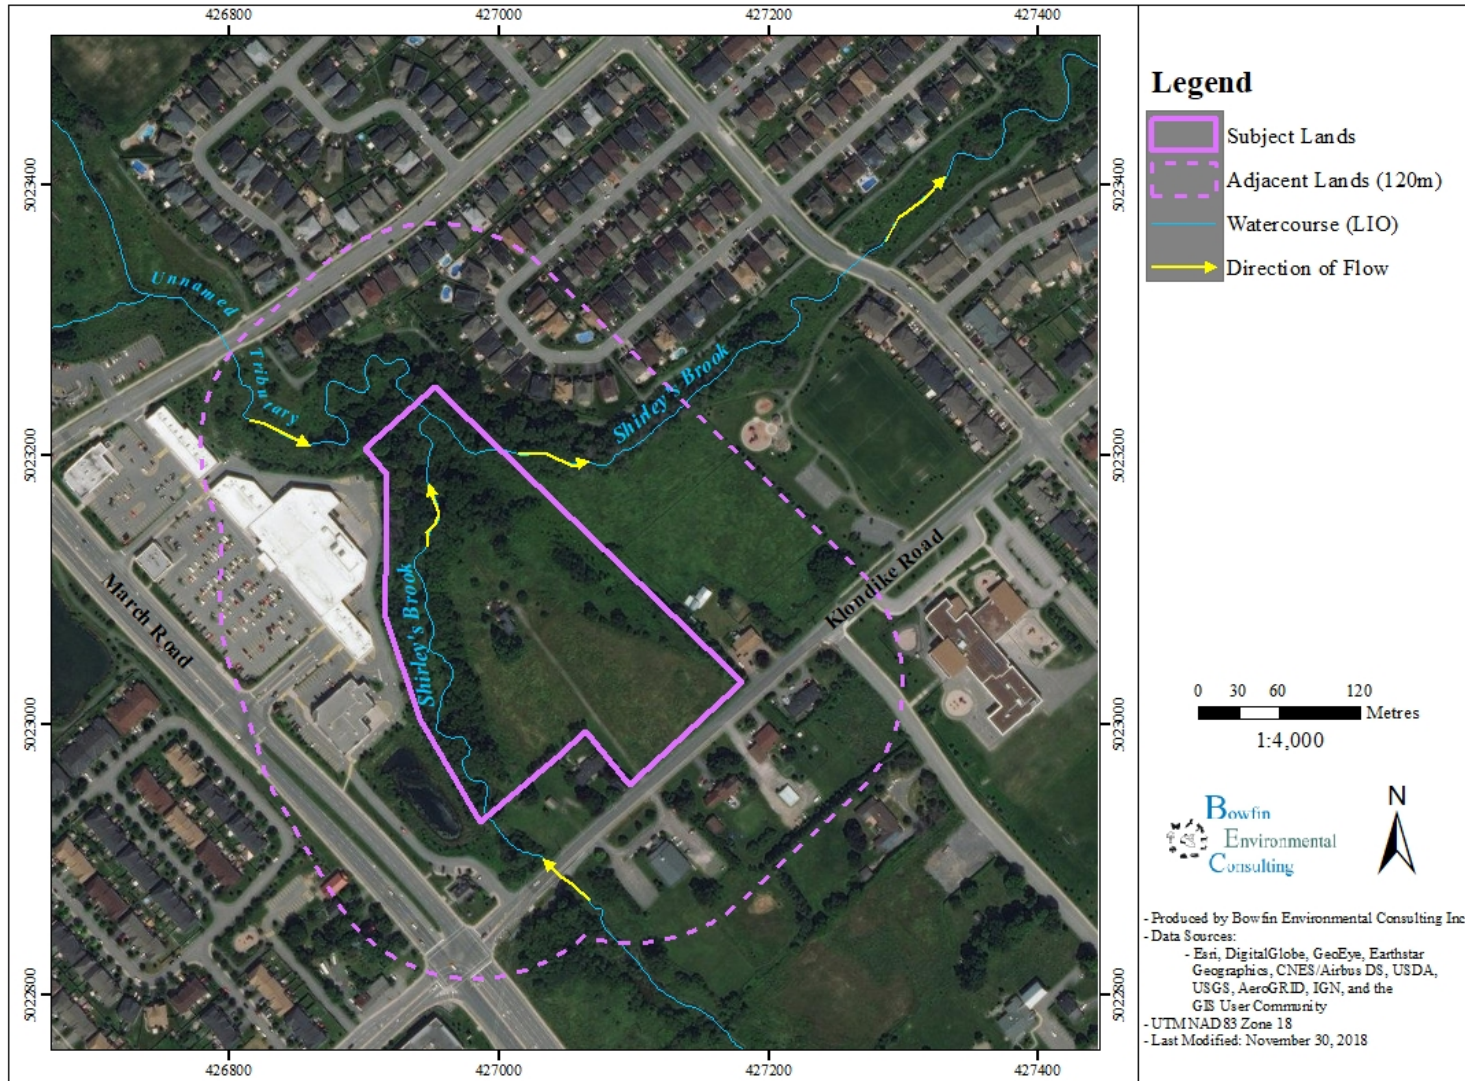 426800
427000
427200
427400
5023400
5023400
5023200
5023200
5023000
5023000
5022800
5022800
Unnamed
Tributary
Shirley's Brook
Shirley's Brook
March Road
Klondike Road
426800
427000
427200
427400
Legend
Subject Lands
Adjacent Lands (120m)
Watercourse (LIO)
Direction of Flow
0 30 60 120
Metres
1:4,000
Bowfin
Environmental
Consulting
N
- Produced by Bowfin Environmental Consulting Inc
- Data Sources:
- Esri, DigitalGlobe, GeoEye, Earthstar
Geographics, CNES/Airbus DS, USDA,
USGS, AeroGRID, IGN, and the
GIS User Community
- UTM NAD83 Zone 18
- Last Modified: November 30, 2018